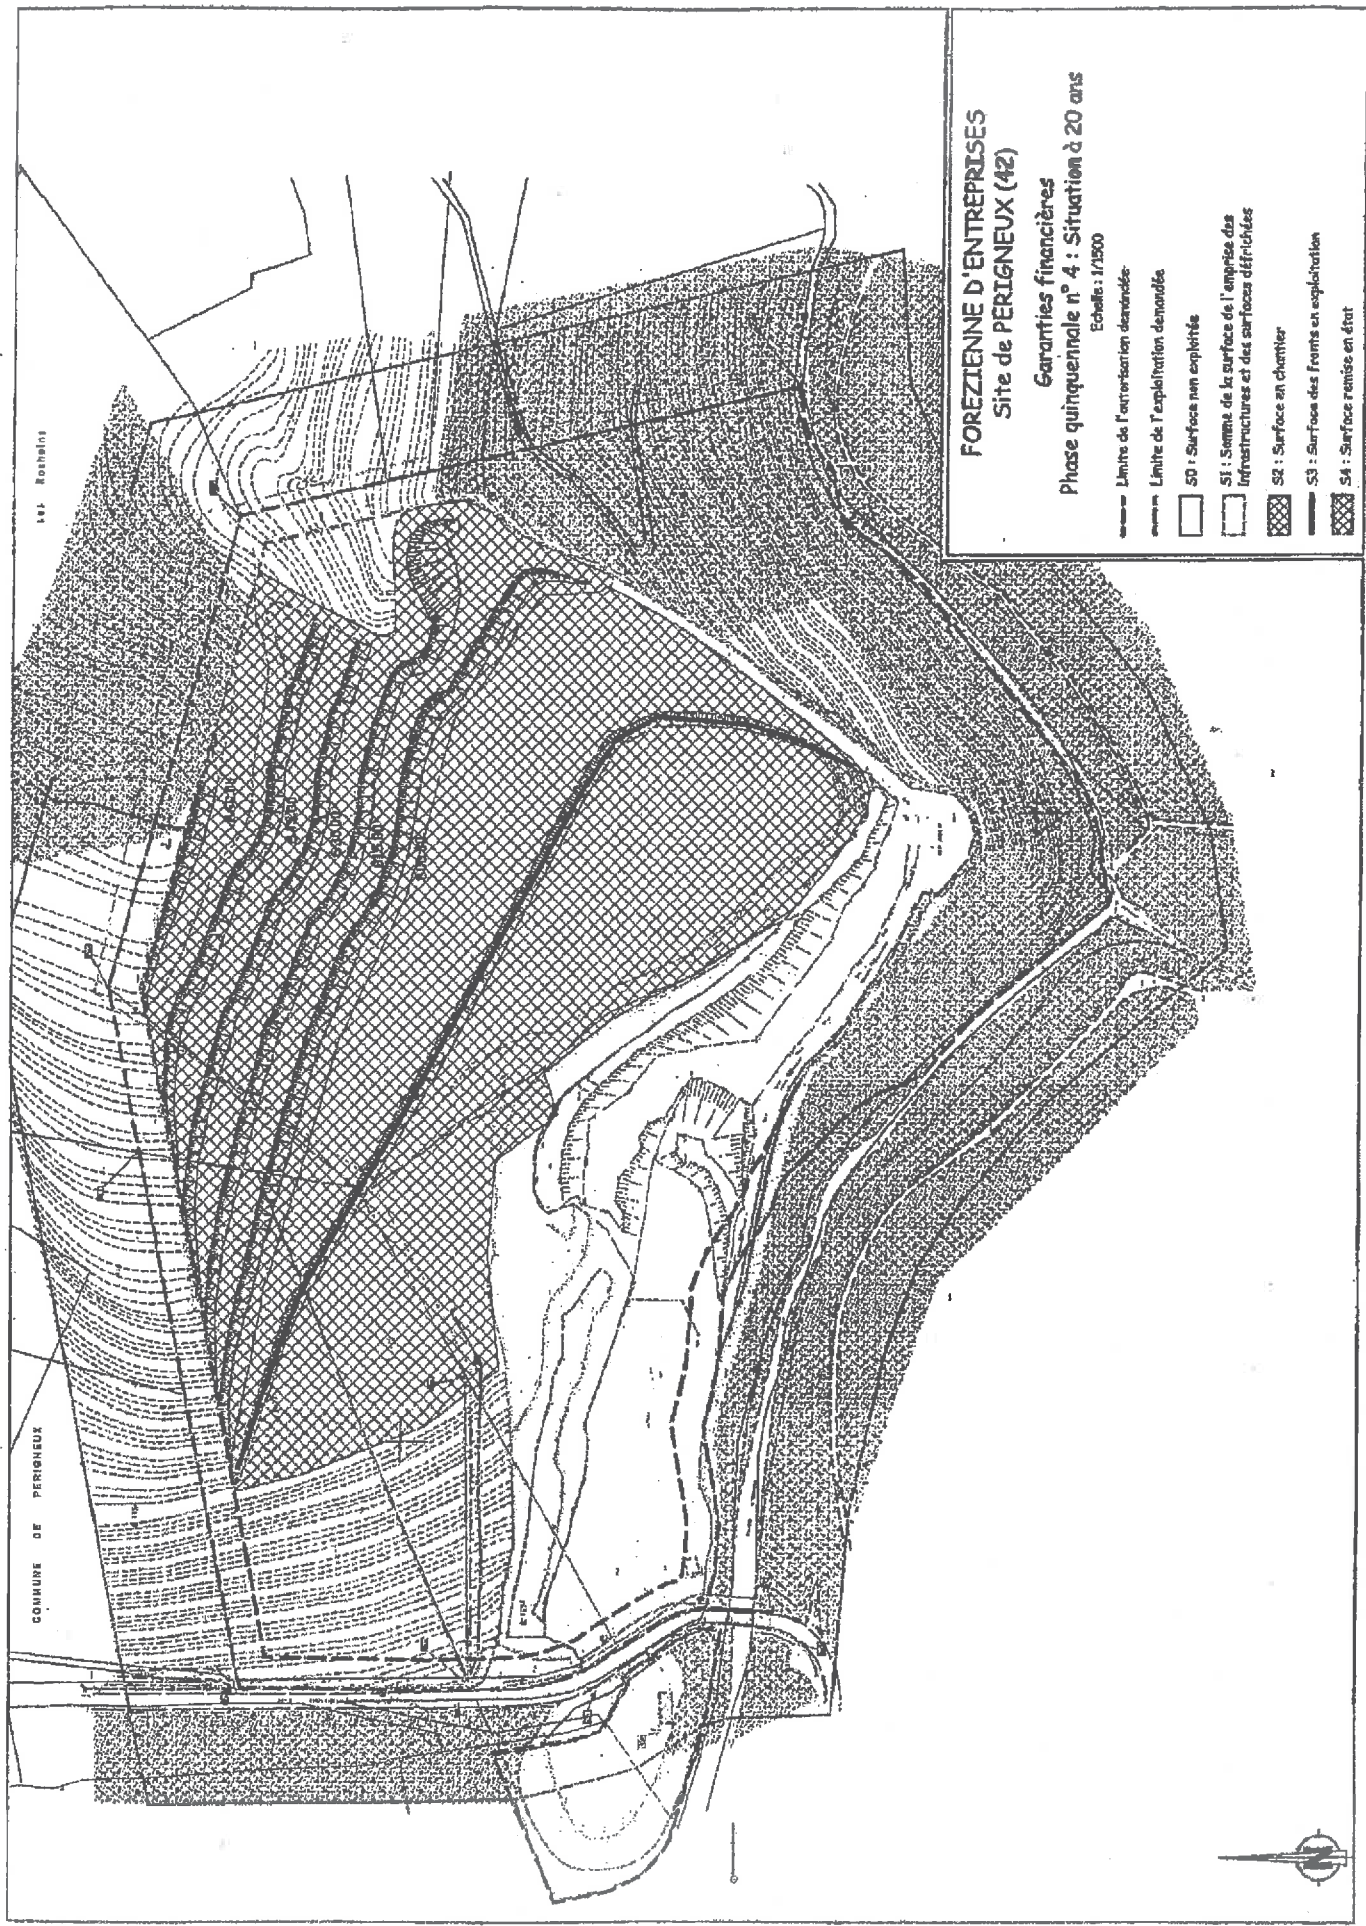 FORÉZIENNE D'ENTREPRISES
Site de PÉRIGNEUX (42)
Garanties financières
Phase quinquennale n° 4 : Situation à 20 ans
Echelle : 1/1500
Limite de l'autorisation demandée
Limite de l'exploitation demandée
S0 : Surface non exploitée
S1 : Somme de la surface de l'emprise des
infrastructures et des surfaces défrichées
S2 : Surface en chantier
S3 : Surface des fronts en exploitation
S4 : Surface remise en état
COMMUNE DE PERIGNEUX
N